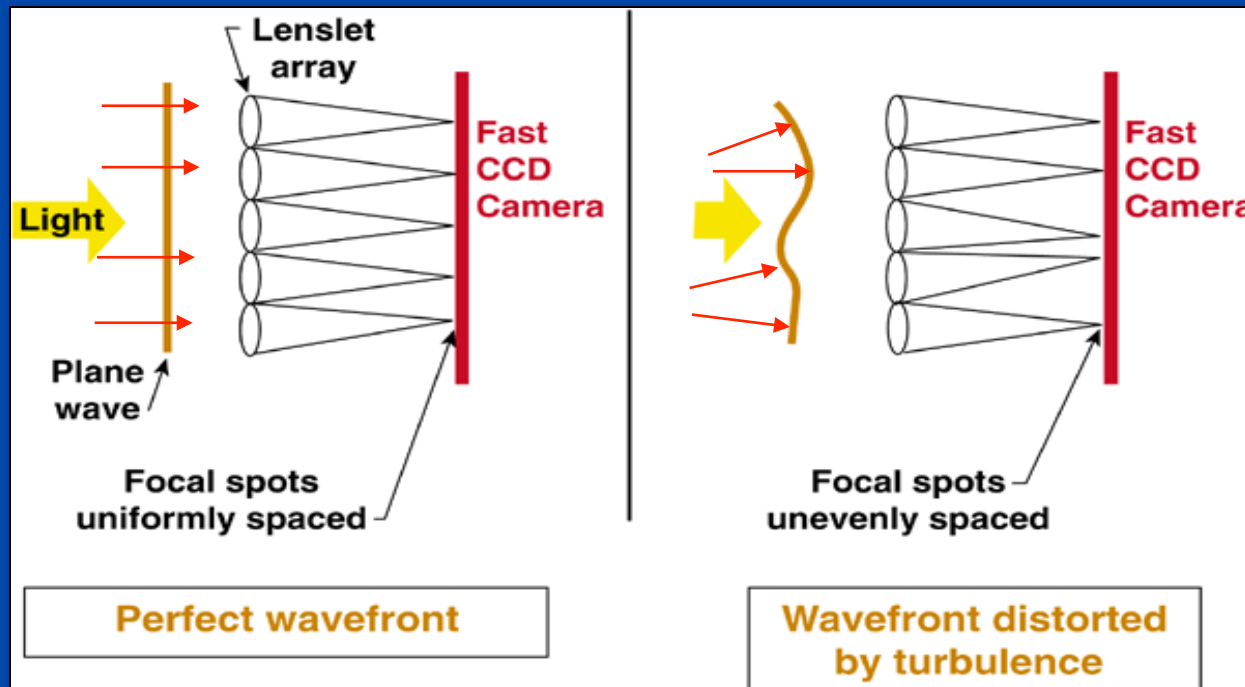 Lenslet
array
Fast
CCD
Camera
Light
Plane
wave
Focal spots
uniformly spaced
Perfect wavefront
Fast
CCD
Camera
Focal spots
unevenly spaced
Wavefront distorted
by turbulence